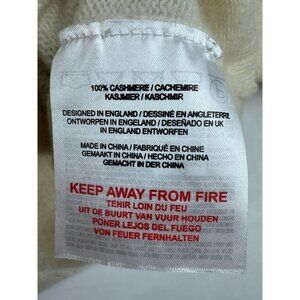 100% CASHMERE / CACHEMIRE
KASJMIER / KASCHMIR
DESIGNED IN ENGLAND / DESSINÉ EN ANGLETERRE
ONTWORPEN IN ENGELAND / DESEÑADO EN UK
IN ENGLAND ENTWORFEN
MADE IN CHINA / FABRIQUÉ EN CHINE
GEMAAKT IN CHINA / HECHO EN CHINA
GEMACHT IN DER CHINA
KEEP AWAY FROM FIRE
TENIR LOIN DU FEU
UIT DE BUURT VAN VUUR HOUDEN
PONER LEJOS DEL FUEGO
VON FEUER FERNHALTEN